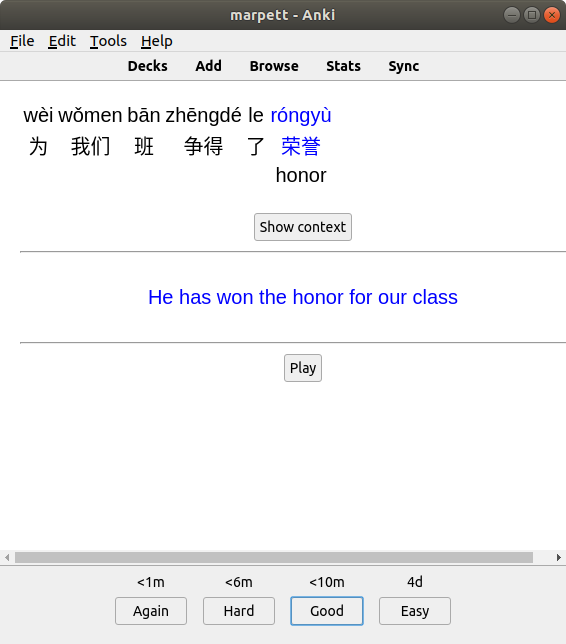 marpett - Anki
File Edit Tools Help
Decks Add Browse Stats Sync
wèi wǒmen bān zhēngdé le róngyù
为 我们 班 争得 了 荣誉
honor
Show context
He has won the honor for our class
Play
<1m <6m <10m 4d
Again Hard Good Easy